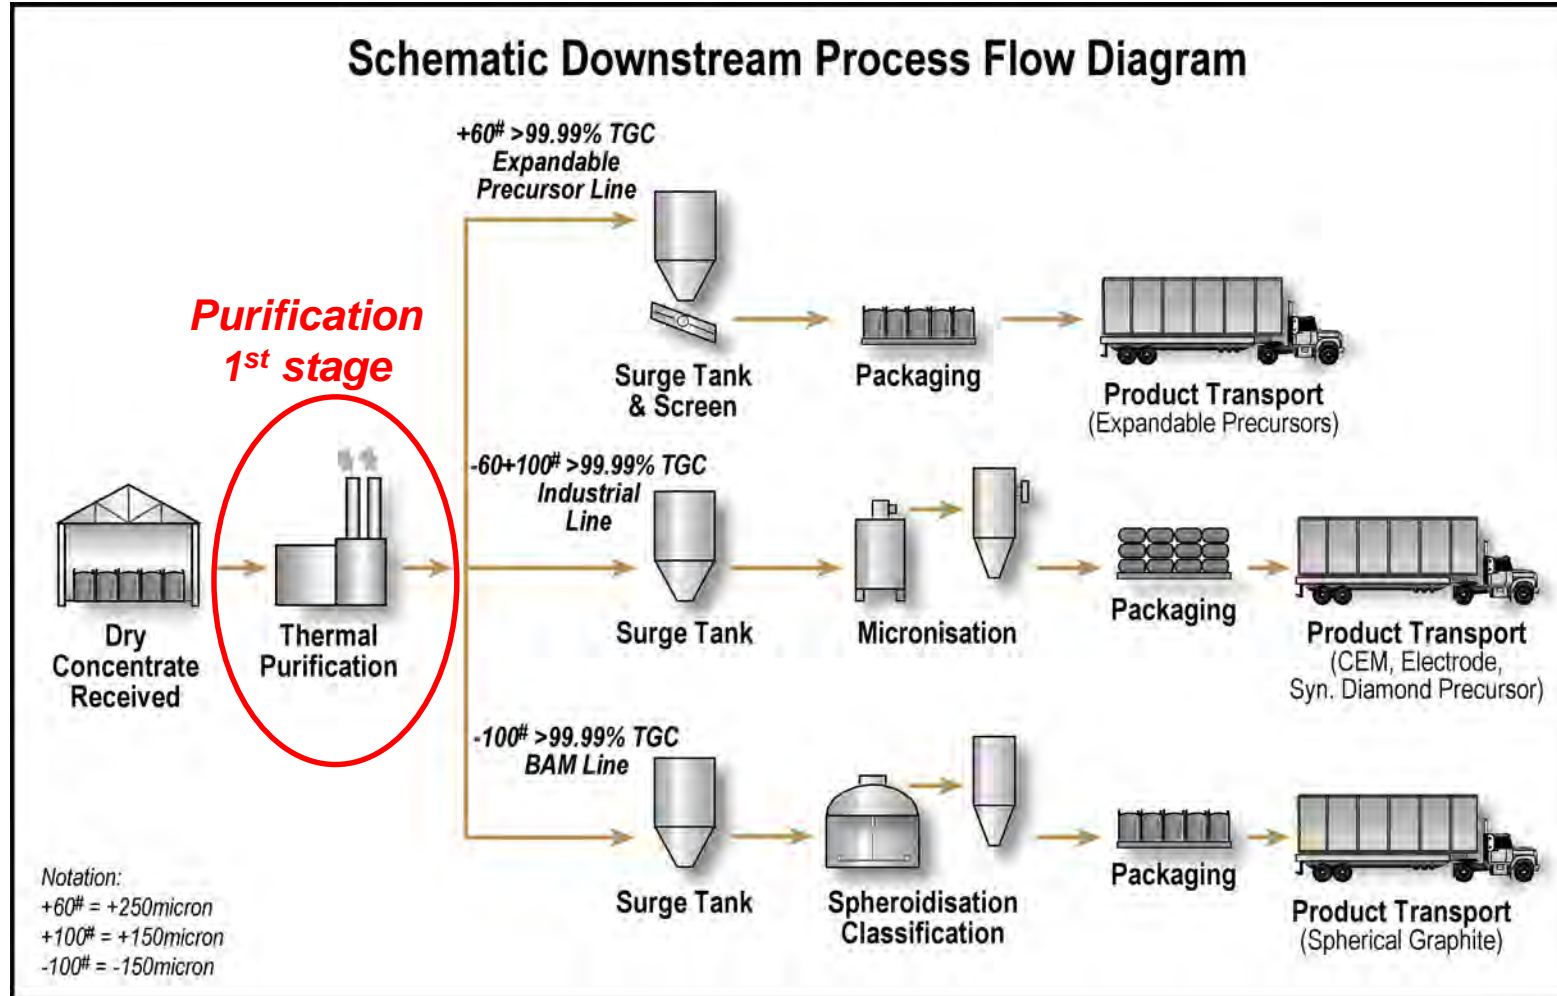 Schematic Downstream Process Flow Diagram
+60# >99.99% TGC
Expandable
Precursor Line
Surge Tank
& Screen
Packaging
Product Transport
(Expandable Precursors)
Purification
1st stage
Dry
Concentrate
Received
Thermal
Purification
-60+100# >99.99% TGC
Industrial
Line
Surge Tank
Micronisation
Packaging
Product Transport
(CEM, Electrode,
Syn. Diamond Precursor)
-100# >99.99% TGC
BAM Line
Surge Tank
Spheroidisation
Classification
Packaging
Product Transport
(Spherical Graphite)
Notation:
+60# = +250micron
+100# = +150micron
-100# = -150micron